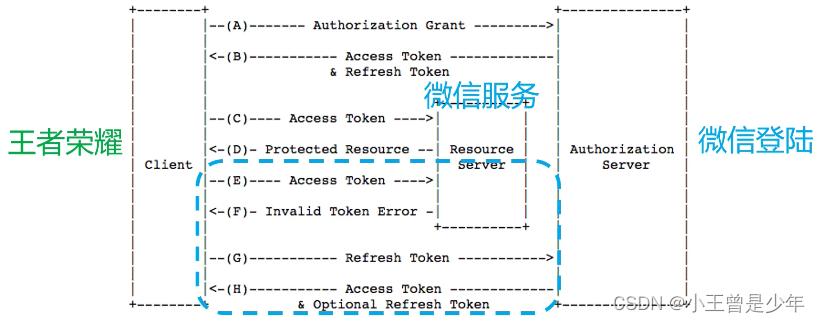 --(A)------- Authorization Grant --------->
<-(B)----------- Access Token -------------
& Refresh Token
微信服务
--(C)---- Access Token ---->
王者荣耀
<-(D)- Protected Resource --| Resource | Authorization
微信登陆
Client
Server
Server
--(E)---- Access Token ---->
<-(F)- Invalid Token Error -
--(G)----------- Refresh Token ----------->
<-(H)----------- Access Token -------------
& Optional Refresh Token
CSDN @小王曾是少年